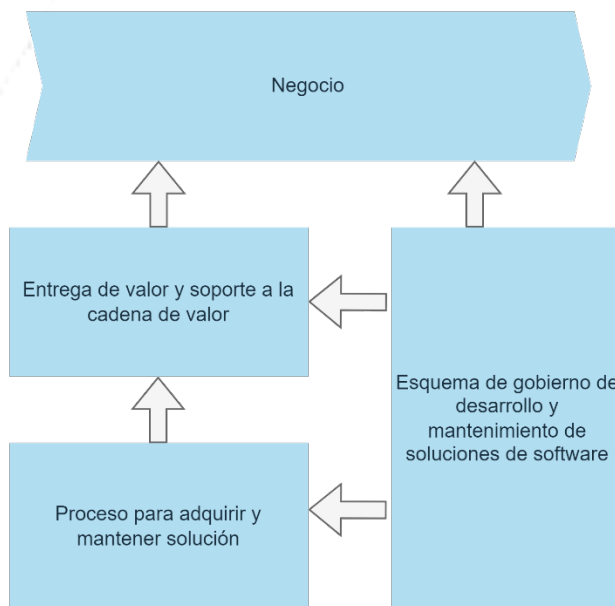 Negocio
Entrega de valor y soporte a la
cadena de valor
Esquema de gobierno de
desarrollo y
mantenimiento de
soluciones de software
Proceso para adquirir y
mantener solución